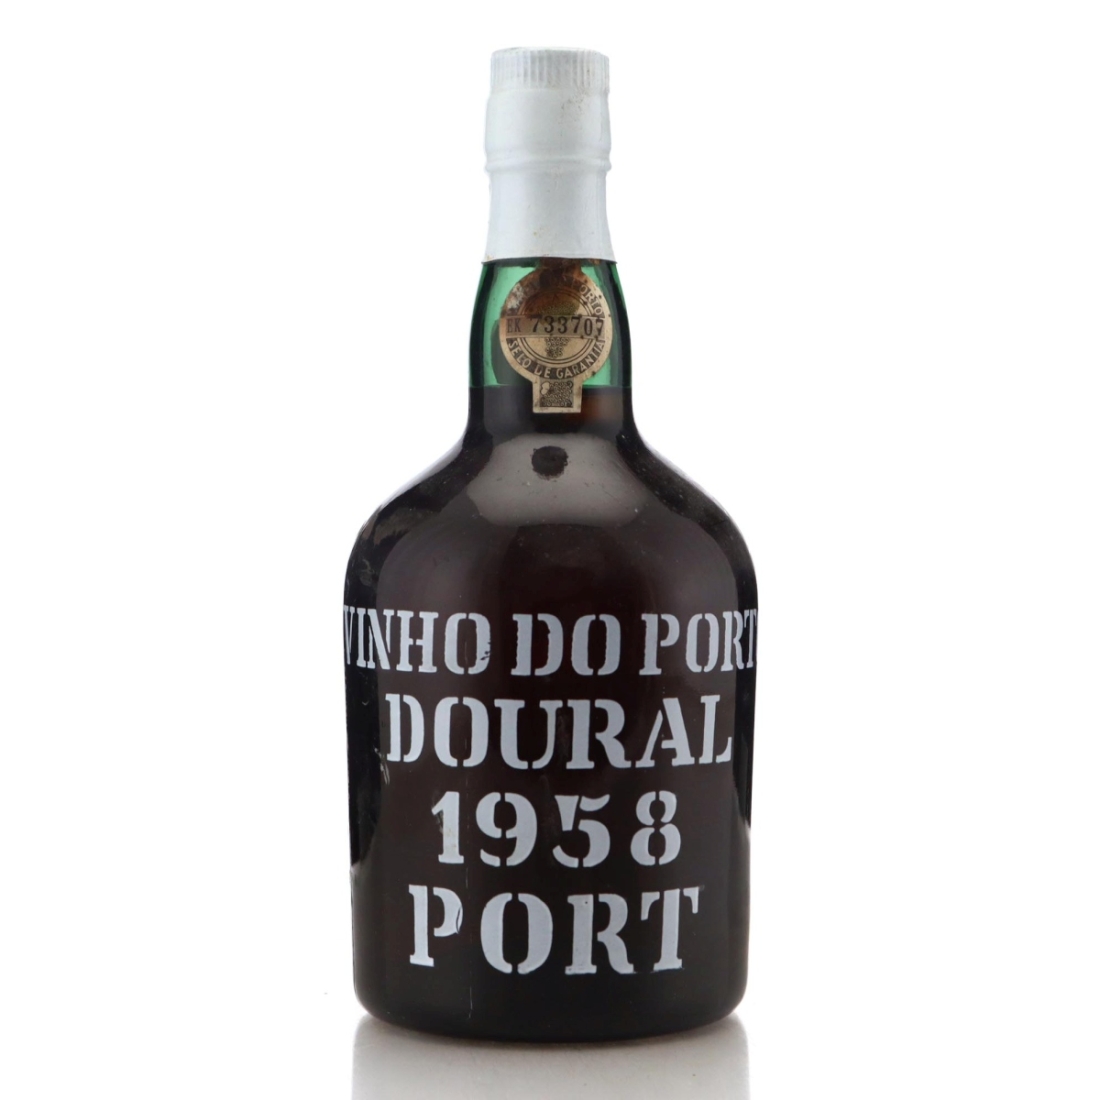 EK 733707
SELO DE GARANTIA
VINHO DO PORT
DOURAL
1958
PORT